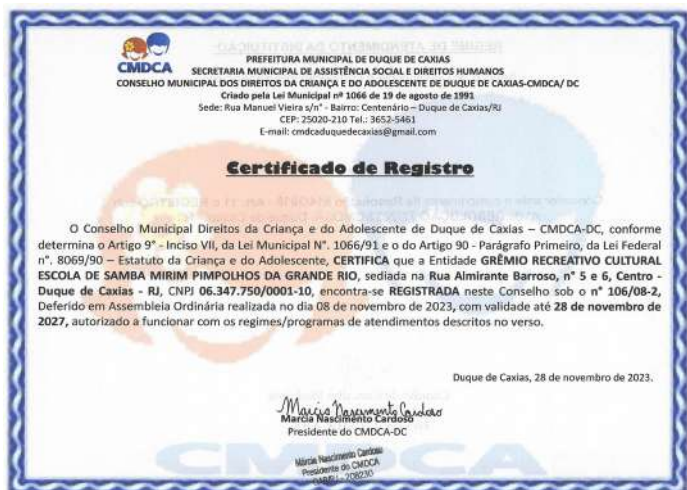 CMDCA
PREFEITURA MUNICIPAL DE DUQUE DE CAXIAS
SECRETARIA MUNICIPAL DE ASSISTÊNCIA SOCIAL E DIREITOS HUMANOS
CONSELHO MUNICIPAL DOS DIREITOS DA CRIANÇA E DO ADOLESCENTE DE DUQUE DE CAXIAS-CMDCA/ DC
Criado pela Lei Municipal nº 1066 de 19 de agosto de 1991
Sede: Rua Manuel Vieira s/n° - Bairro: Centenário – Duque de Caxias/RJ
CEP: 25020-210 Tel.: 3652-5461
E-mail: cmdcaduquedecaxias@gmail.com
Certificado de Registro
O Conselho Municipal Direitos da Criança e do Adolescente de Duque de Caxias – CMDCA-DC, conforme
determina o Artigo 9° - Inciso VII, da Lei Municipal N°. 1066/91 e o do Artigo 90 - Parágrafo Primeiro, da Lei Federal
n°. 8069/90 – Estatuto da Criança e do Adolescente, CERTIFICA que a Entidade GRÊMIO RECREATIVO CULTURAL
ESCOLA DE SAMBA MIRIM PIMPOLHOS DA GRANDE RIO, sediada na Rua Almirante Barroso, n° 5 e 6, Centro -
Duque de Caxias - RJ, CNPJ 06.347.750/0001-10, encontra-se REGISTRADA neste Conselho sob o n° 106/08-2,
Deferido em Assembleia Ordinária realizada no dia 08 de novembro de 2023, com validade até 28 de novembro de
2027, autorizado a funcionar com os regimes/programas de atendimentos descritos no verso.
Duque de Caxias, 28 de novembro de 2023.
Marcia Nascimento Cardoso
Marcia Nascimento Cardoso
Presidente do CMDCA-DC
Márcia Nascimento Cardoso
Presidente do CMDCA
208230
CMDCA